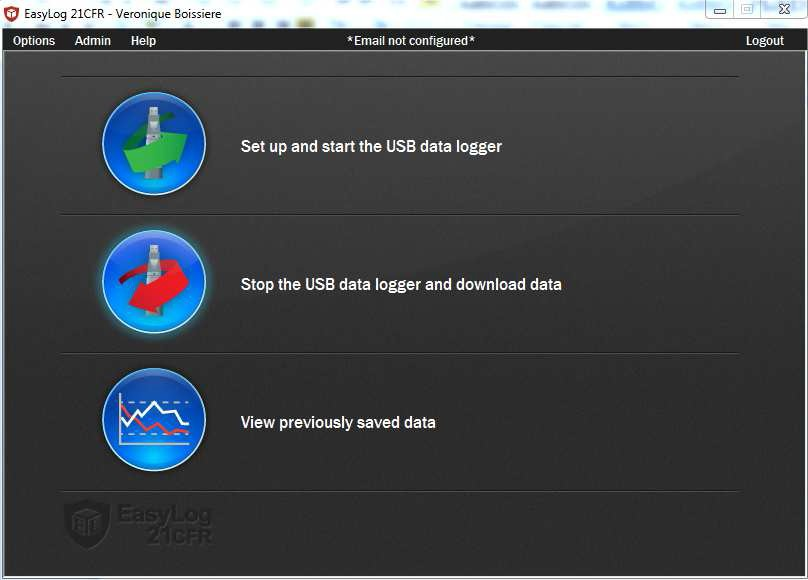 EasyLog 21CFR - Veronique Boissiere
Options Admin Help *Email not configured* Logout
Set up and start the USB data logger
Stop the USB data logger and download data
View previously saved data
EasyLog
21CFR